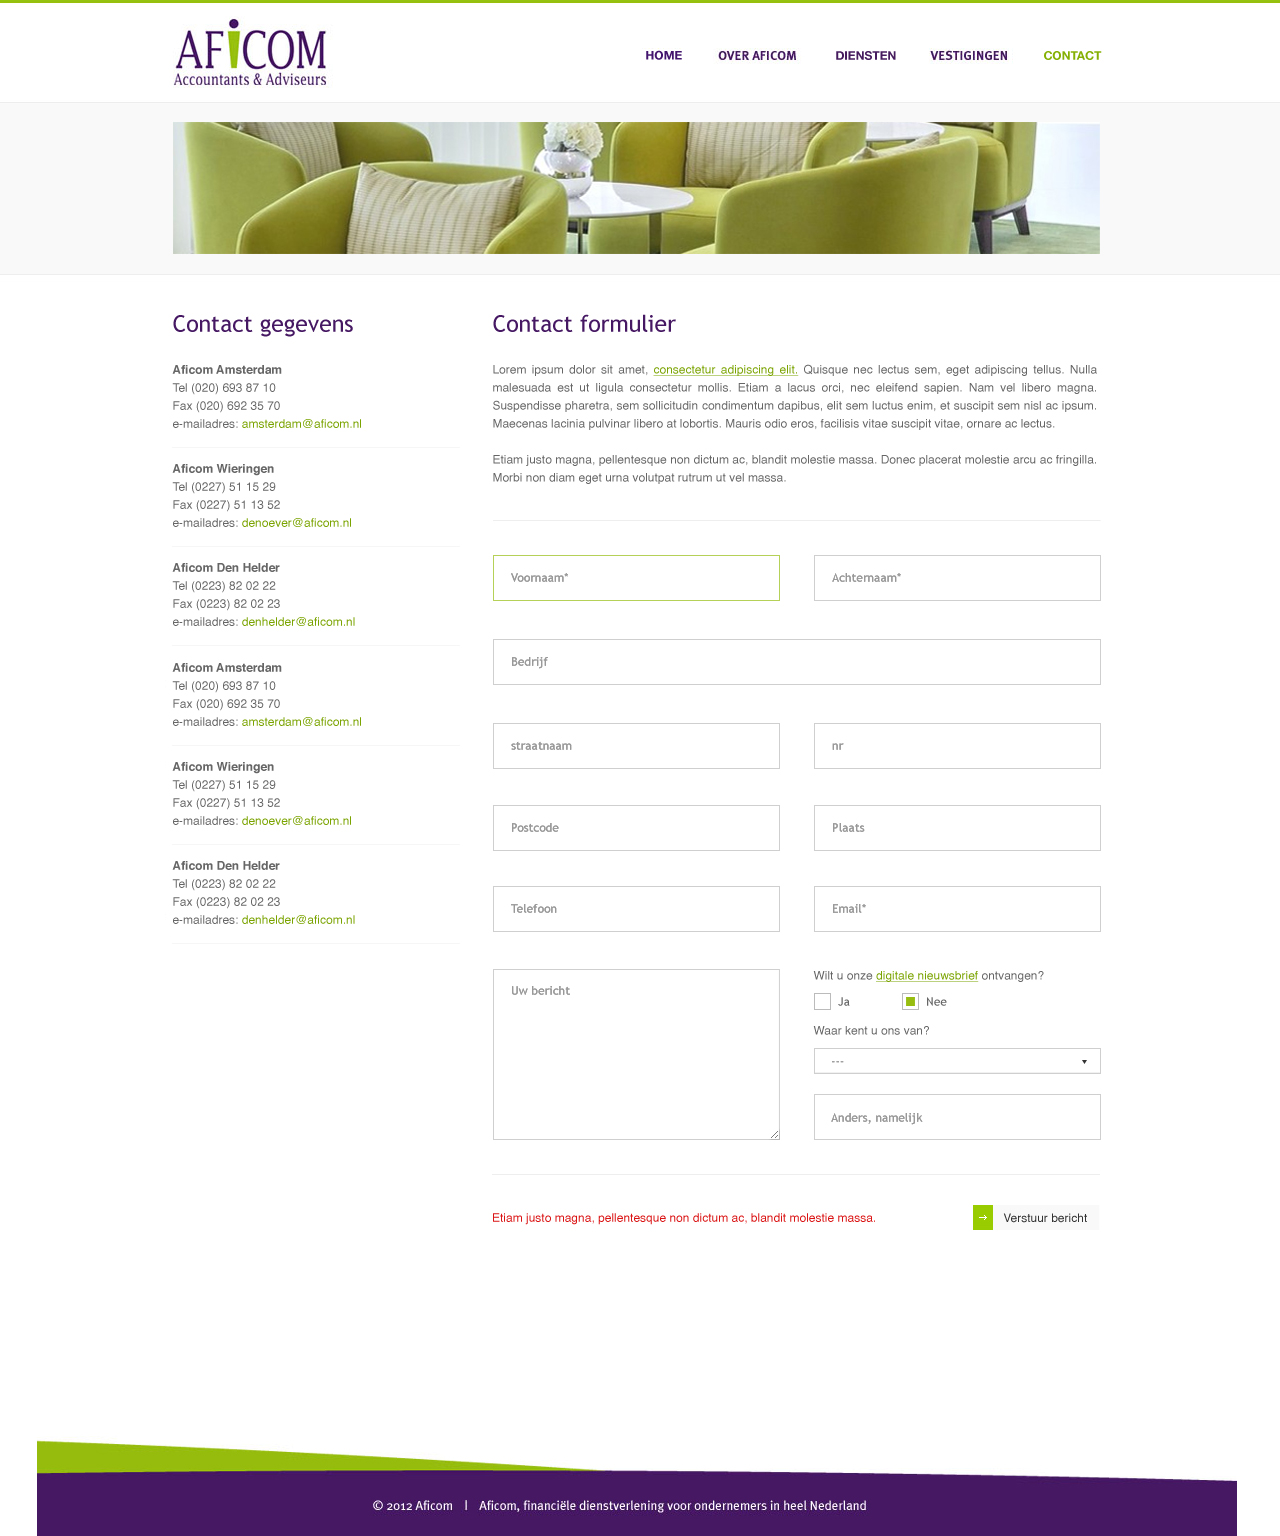 AFiCOM
Accountants & Adviseurs
HOME OVER AFICOM DIENSTEN VESTIGINGEN CONTACT
Contact gegevens
Aficom Amsterdam
Tel (020) 693 87 10
Fax (020) 692 35 70
e-mailadres: amsterdam@aficom.nl
Aficom Wieringen
Tel (0227) 51 15 29
Fax (0227) 51 13 52
e-mailadres: denoever@aficom.nl
Aficom Den Helder
Tel (0223) 82 02 22
Fax (0223) 82 02 23
e-mailadres: denhelder@aficom.nl
Aficom Amsterdam
Tel (020) 693 87 10
Fax (020) 692 35 70
e-mailadres: amsterdam@aficom.nl
Aficom Wieringen
Tel (0227) 51 15 29
Fax (0227) 51 13 52
e-mailadres: denoever@aficom.nl
Aficom Den Helder
Tel (0223) 82 02 22
Fax (0223) 82 02 23
e-mailadres: denhelder@aficom.nl
Contact formulier
Lorem ipsum dolor sit amet, consectetur adipiscing elit. Quisque nec lectus sem, eget adipiscing tellus. Nulla
malesuada est ut ligula consectetur mollis. Etiam a lacus orci, nec eleifend sapien. Nam vel libero magna.
Suspendisse pharetra, sem sollicitudin condimentum dapibus, elit sem luctus enim, et suscipit sem nisl ac ipsum.
Maecenas lacinia pulvinar libero at lobortis. Mauris odio eros, facilisis vitae suscipit vitae, ornare ac lectus.
Etiam justo magna, pellentesque non dictum ac, blandit molestie massa. Donec placerat molestie arcu ac fringilla.
Morbi non diam eget urna volutpat rutrum ut vel massa.
Voornaam* Achternaam*
Bedrijf
straatnaam nr
Postcode Plaats
Telefoon Email*
Uw bericht
Wilt u onze digitale nieuwsbrief ontvangen?
Ja Nee
Waar kent u ons van?
---
Anders, namelijk
Etiam justo magna, pellentesque non dictum ac, blandit molestie massa.
Verstuur bericht
© 2012 Aficom | Aficom, financiële dienstverlening voor ondernemers in heel Nederland